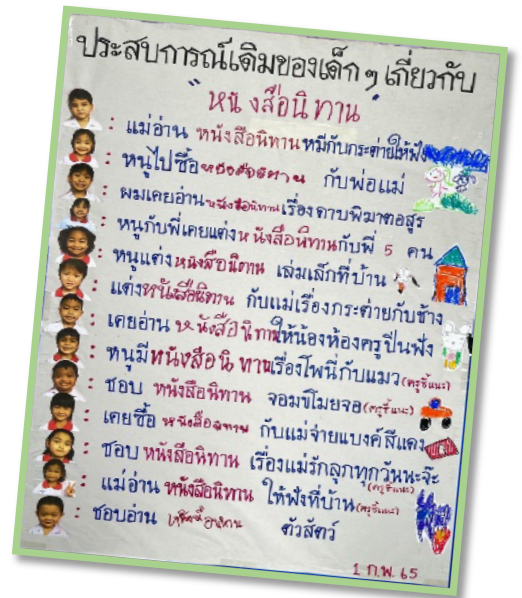 ประสบการณ์เดิมของเด็ก ๆ เกี่ยวกับ
"หนังสือนิทาน"
: แม่อ่าน หนังสือนิทานหมีกับกระต่ายให้ฟัง
: หนูไปซื้อหนังสือนิทาน กับพ่อแม่
: ผมเคยอ่านหนังสือนิทานเรื่องดาบพิฆาตอสูร
: หนูกับพี่เคยแต่งหนังสือนิทานกับพี่ 5 คน
: หนูแต่งหนังสือนิทาน เล่มเล็กที่บ้าน
: แต่งหนังสือนิทาน กับแม่เรื่องกระต่ายกับช้าง
: เคยอ่าน หนังสือนิทานให้น้องห้องครูปิ่นฟัง
: หนูมีหนังสือนิทานเรื่องโพนี่กับแมว (ครูชี้แนะ)
: ชอบ หนังสือนิทาน จอมขโมยจอ (ครูชี้แนะ)
: เคยซื้อ หนังสือนิทาน กับแม่จ่ายแบงค์สีแดง
: ชอบหนังสือนิทาน เรื่องแม่รักลูกทุกวันนะจ๊ะ (ครูชี้แนะ)
: แม่อ่าน หนังสือนิทาน ให้ฟังที่บ้าน (ครูชี้แนะ)
: ชอบอ่าน หนังสือนิทาน ตัวสัตว์
1 ก.พ. 65